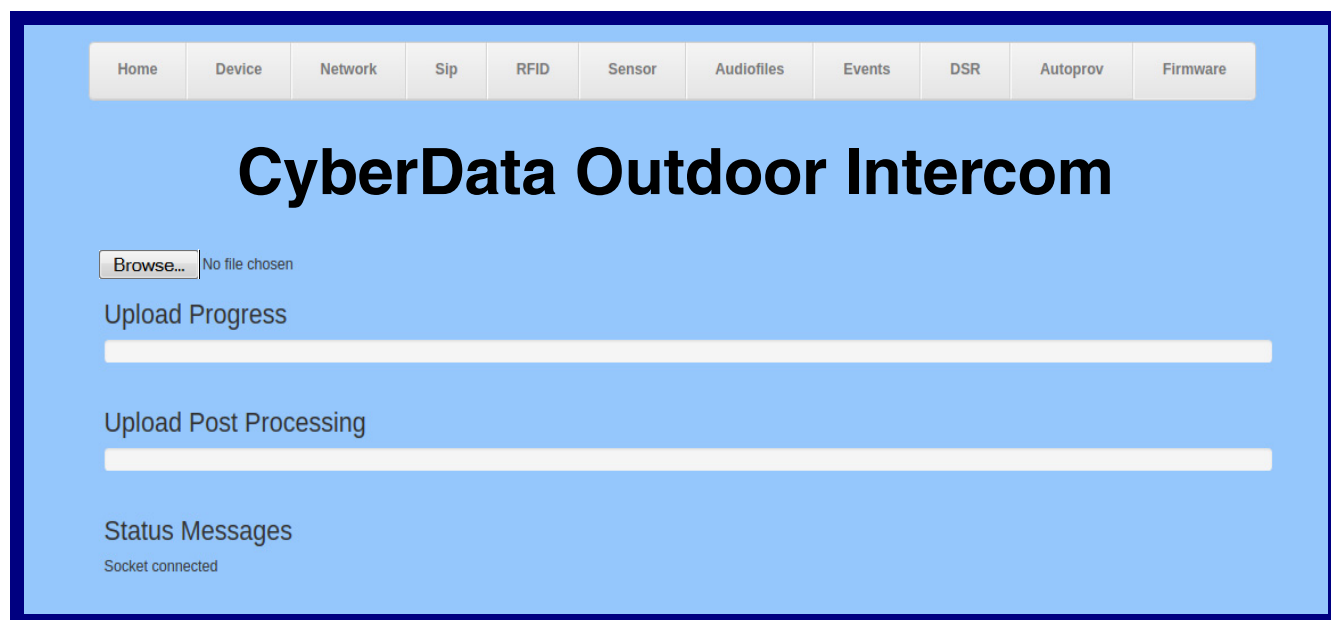 Home Device Network Sip RFID Sensor Audiofiles Events DSR Autoprov Firmware
CyberData Outdoor Intercom
Browse... No file chosen
Upload Progress
Upload Post Processing
Status Messages
Socket connected